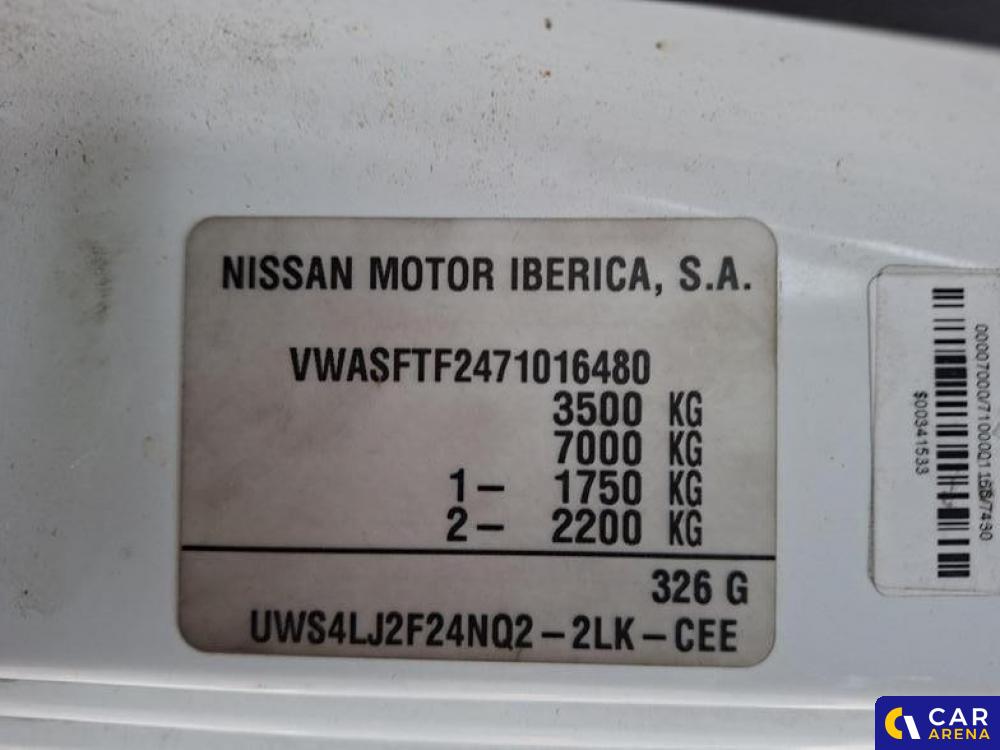 NISSAN MOTOR IBERICA, S.A.
VWASFTF2471016480
3500 KG
7000 KG
1 – 1750 KG
2 – 2200 KG
326 G
UWS4LJ2F24NQ2 – 2LK – CEE
$00341533
CAR
ARENA